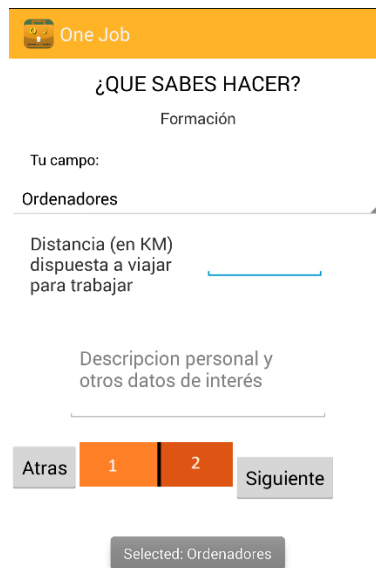 One Job
¿QUE SABES HACER?
Formación
Tu campo:
Ordenadores
Distancia (en KM)
dispuesta a viajar
para trabajar
Descripcion personal y
otros datos de interés
Atras
1
2
Siguiente
Selected: Ordenadores